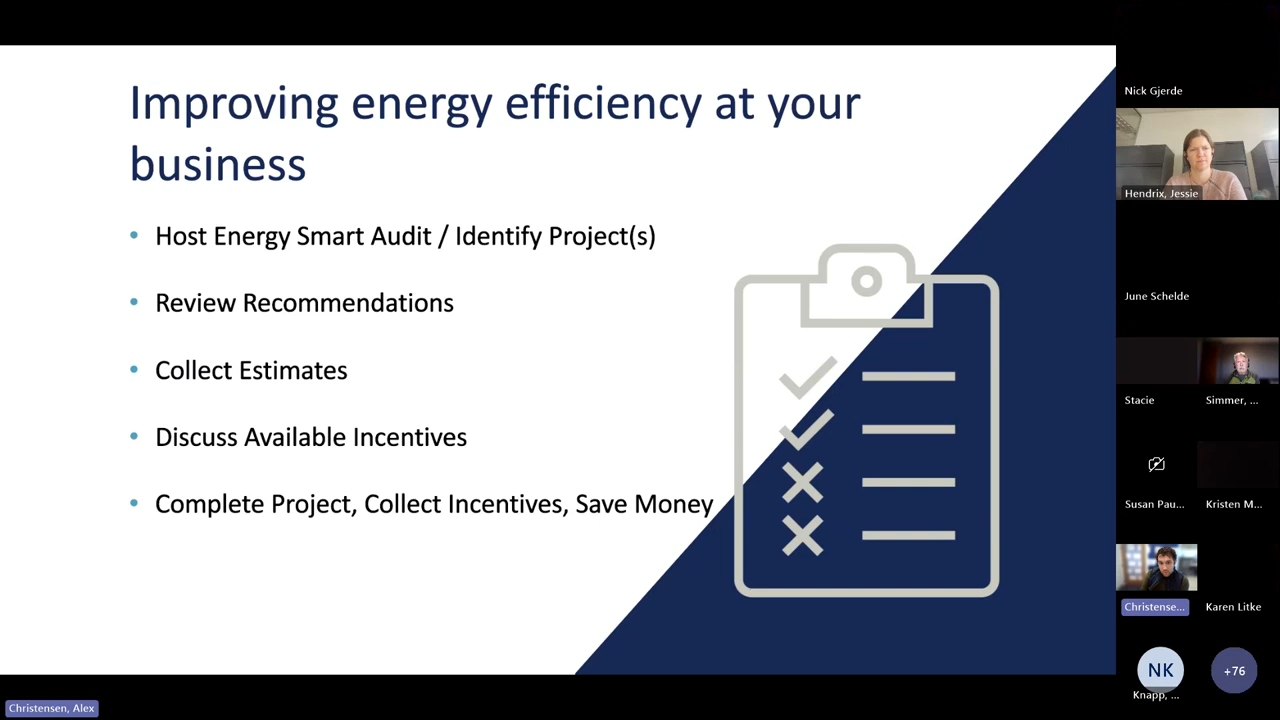 Improving energy efficiency at your
business
• Host Energy Smart Audit / Identify Project(s)
• Review Recommendations
• Collect Estimates
• Discuss Available Incentives
• Complete Project, Collect Incentives, Save Money
Nick Gjerde
Hendrix, Jessie
June Schelde
Stacie
Simmer, ...
Susan Pau...
Kristen M...
Christense...
Karen Litke
NK
Knapp, ...
+76
Christensen, Alex